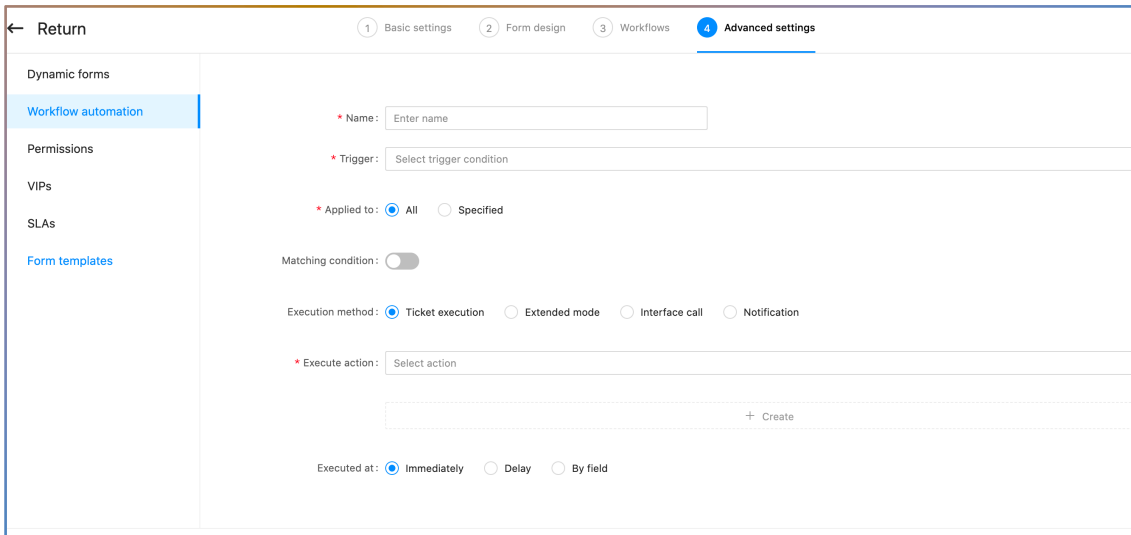 ← Return
1 Basic settings 2 Form design 3 Workflows 4 Advanced settings
Dynamic forms
Workflow automation
Permissions
VIPs
SLAs
Form templates
* Name : Enter name
* Trigger : Select trigger condition
* Applied to : All Specified
Matching condition :
Execution method : Ticket execution Extended mode Interface call Notification
* Execute action : Select action
+ Create
Executed at : Immediately Delay By field